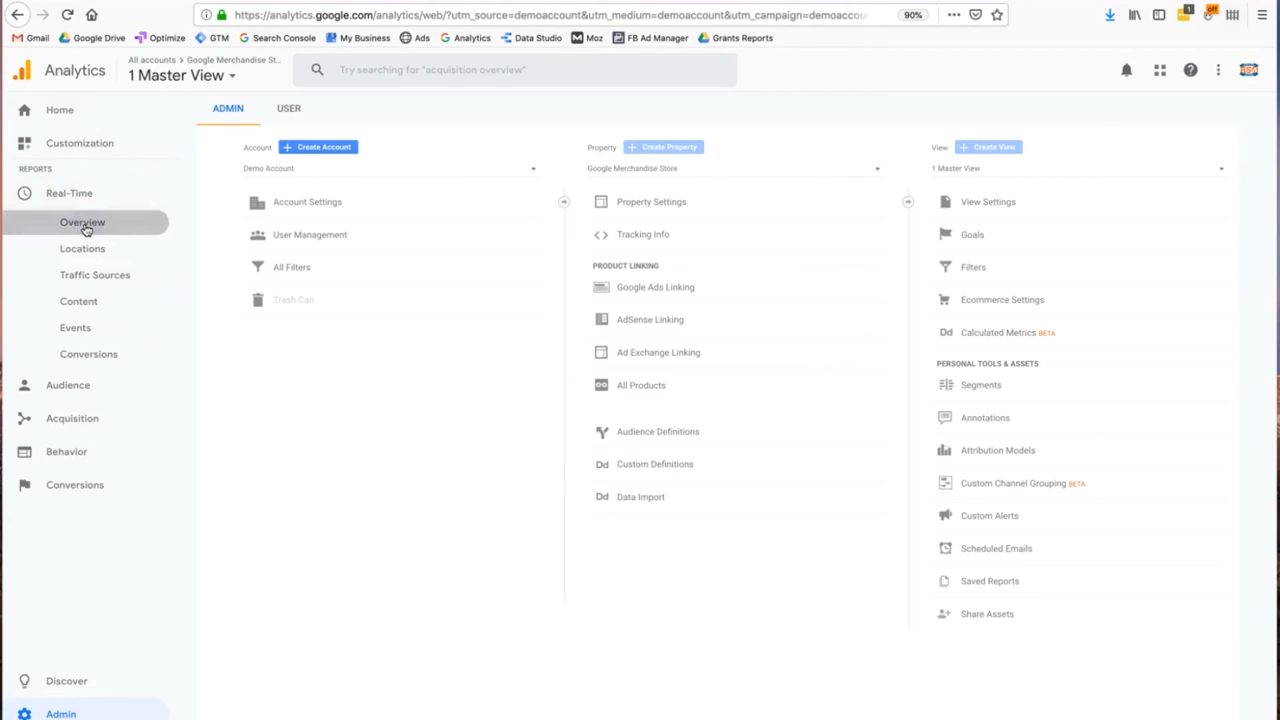 https://analytics.google.com/analytics/web/?utm_source=demoaccount&utm_medium=demoaccount&utm_campaign=demoaccou
90%
1
off
Gmail
Google Drive
Optimize
GTM
Search Console
My Business
Ads
Analytics
Data Studio
Moz
FB Ad Manager
Grants Reports
Analytics
All accounts > Google Merchandise St...
1 Master View
Try searching for "acquisition overview"
Home
Customization
REPORTS
Real-Time
Overview
Locations
Traffic Sources
Content
Events
Conversions
Audience
Acquisition
Behavior
Conversions
Discover
Admin
ADMIN
USER
Account
+ Create Account
Demo Account
Account Settings
User Management
All Filters
Trash Can
Property
+ Create Property
Google Merchandise Store
Property Settings
Tracking Info
PRODUCT LINKING
Google Ads Linking
AdSense Linking
Ad Exchange Linking
All Products
Audience Definitions
Dd Custom Definitions
Dd Data Import
View
+ Create View
1 Master View
View Settings
Goals
Filters
Ecommerce Settings
Dd Calculated Metrics BETA
PERSONAL TOOLS & ASSETS
Segments
Annotations
Attribution Models
Custom Channel Grouping BETA
Custom Alerts
Scheduled Emails
Saved Reports
Share Assets